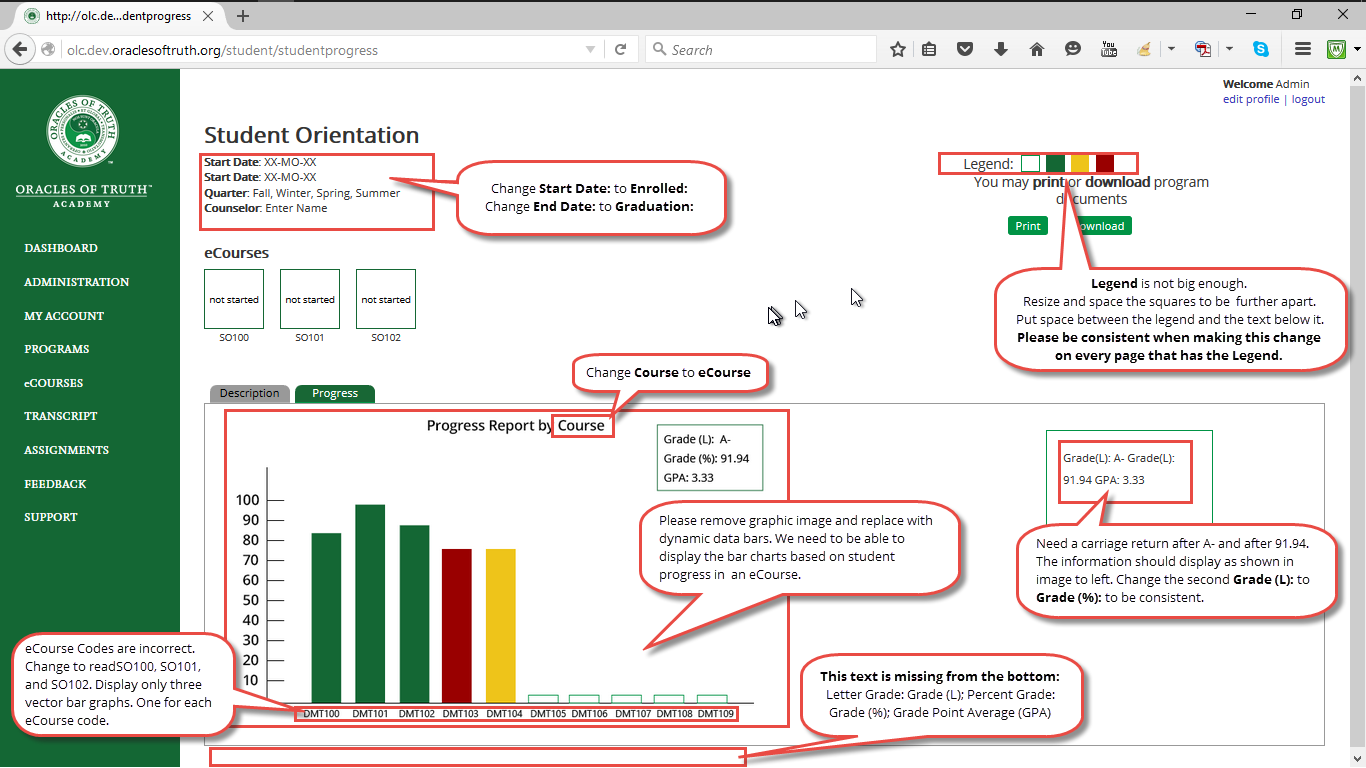 http://olc.de...dentprogress
olc.dev.oraclesoftruth.org/student/studentprogress
Search
You Tube
ORACLES OF TRUTH
ACADEMY
ORACLES OF TRUTH™
ACADEMY
DASHBOARD
ADMINISTRATION
MY ACCOUNT
PROGRAMS
eCOURSES
TRANSCRIPT
ASSIGNMENTS
FEEDBACK
SUPPORT
Welcome Admin
edit profile | logout
Student Orientation
Start Date: XX-MO-XX
Start Date: XX-MO-XX
Quarter: Fall, Winter, Spring, Summer
Counselor: Enter Name
Change Start Date: to Enrolled:
Change End Date: to Graduation:
Legend:
You may print or download program
documents
Print
ownload
Legend is not big enough.
Resize and space the squares to be further apart.
Put space between the legend and the text below it.
Please be consistent when making this change
on every page that has the Legend.
eCourses
not started
not started
not started
SO100
SO101
SO102
Change Course to eCourse
Description
Progress
Progress Report by Course
Grade (L): A-
Grade (%): 91.94
GPA: 3.33
100
90
80
70
60
50
40
30
20
10
DMT100 DMT101 DMT102 DMT103 DMT104 DMT105 DMT106 DMT107 DMT108 DMT109
Please remove graphic image and replace with
dynamic data bars. We need to be able to
display the bar charts based on student
progress in an eCourse.
Grade(L): A- Grade(L):
91.94 GPA: 3.33
Need a carriage return after A- and after 91.94.
The information should display as shown in
image to left. Change the second Grade (L): to
Grade (%): to be consistent.
eCourse Codes are incorrect.
Change to readSO100, SO101,
and SO102. Display only three
vector bar graphs. One for each
eCourse code.
This text is missing from the bottom:
Letter Grade: Grade (L); Percent Grade:
Grade (%); Grade Point Average (GPA)